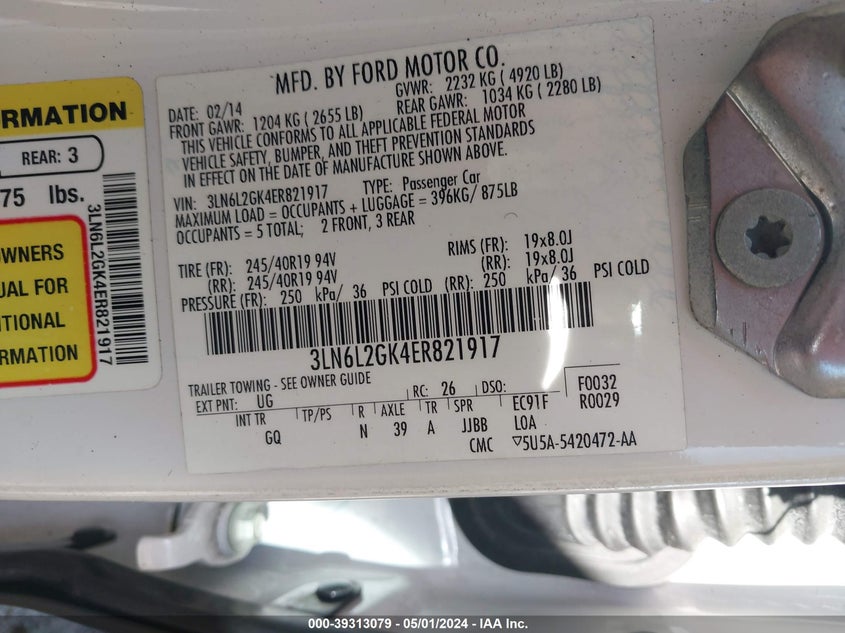 ORMATION
REAR: 3
75 lbs.
3LN6L2GK4ER821917
OWNERS
UAL FOR
ITIONAL
ORMATION
MFD. BY FORD MOTOR CO.
DATE: 02/14
GVWR: 2232 KG ( 4920 LB)
FRONT GAWR: 1204 KG ( 2655 LB)
REAR GAWR: 1034 KG ( 2280 LB)
THIS VEHICLE CONFORMS TO ALL APPLICABLE FEDERAL MOTOR
VEHICLE SAFETY, BUMPER, AND THEFT PREVENTION STANDARDS
IN EFFECT ON THE DATE OF MANUFACTURE SHOWN ABOVE.
VIN: 3LN6L2GK4ER821917 TYPE: Passenger Car
MAXIMUM LOAD = OCCUPANTS + LUGGAGE = 396KG/ 875LB
OCCUPANTS = 5 TOTAL; 2 FRONT, 3 REAR
TIRE (FR): 245/40R19 94V RIMS (FR): 19x8.0J
(RR): 245/40R19 94V (RR): 19x8.0J
PRESSURE (FR): 250 kPa/ 36 PSI COLD (RR): 250 kPa/ 36 PSI COLD
3LN6L2GK4ER821917
TRAILER TOWING - SEE OWNER GUIDE
EXT PNT: UG RC: 26 DSO: F0032
INT TR TP/PS R AXLE TR SPR EC91F R0029
GQ N 39 A JJBB LOA
CMC ▽5U5A-5420472-AA
000-39313079 - 05/01/2024 - IAA Inc.